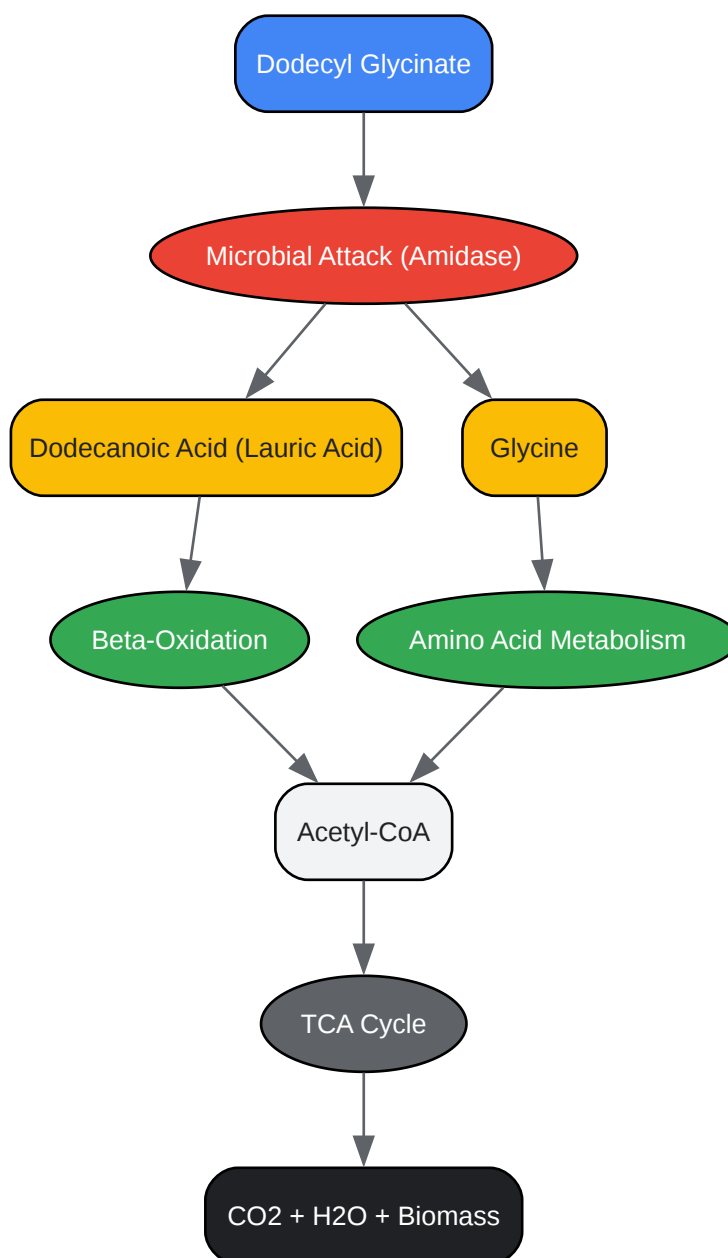 Dodecyl Glycinate
Microbial Attack (Amidase)
Dodecanoic Acid (Lauric Acid)
Glycine
Beta-Oxidation
Amino Acid Metabolism
Acetyl-CoA
TCA Cycle
CO2 + H2O + Biomass